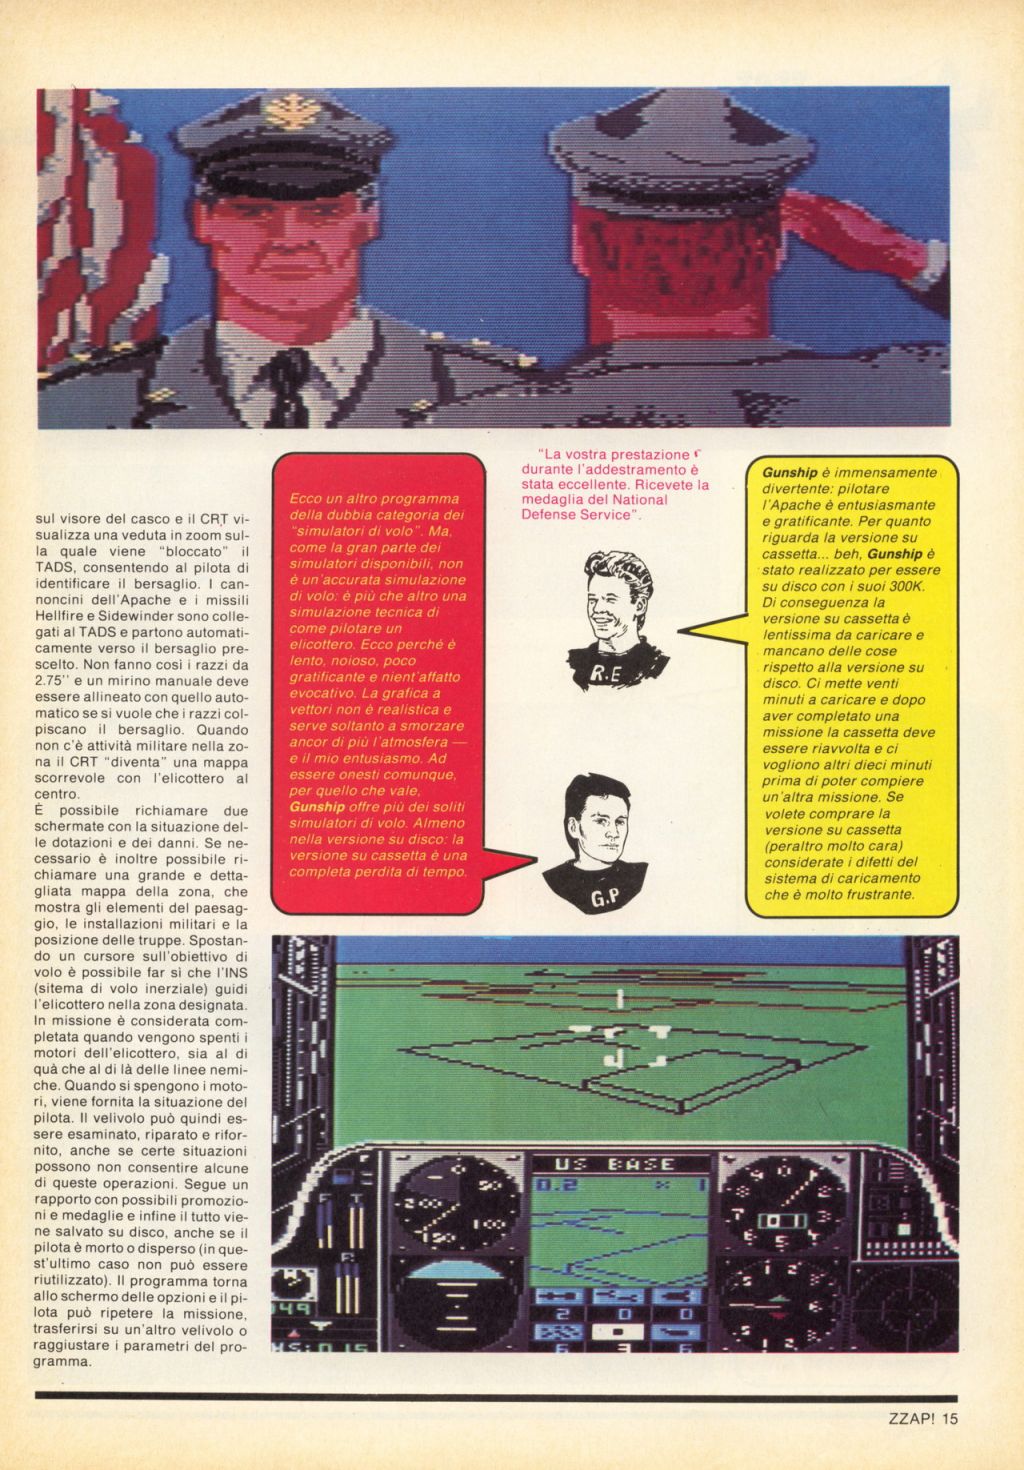 sul visore del casco e il CRT vi-
sualizza una veduta in zoom sul-
la quale viene "bloccato" il
TADS, consentendo al pilota di
identificare il bersaglio. I can-
noncini dell'Apache e i missili
Hellfire e Sidewinder sono colle-
gati al TADS e partono automati-
camente verso il bersaglio pre-
scelto. Non fanno cosi i razzi da
2.75'' e un mirino manuale deve
essere allineato con quello auto-
matico se si vuole che i razzi col-
piscano il bersaglio. Quando
non c'è attività militare nella zo-
na il CRT "diventa" una mappa
scorrevole con l'elicottero al
centro.
È possibile richiamare due
schermate con la situazione del-
le dotazioni e dei danni. Se ne-
cessario è inoltre possibile ri-
chiamare una grande e detta-
gliata mappa della zona, che
mostra gli elementi del paesag-
gio, le installazioni militari e la
posizione delle truppe. Spostan-
do un cursore sull'obiettivo di
volo è possibile far sì che l'INS
(sitema di volo inerziale) guidi
l'elicottero nella zona designata.
In missione è considerata com-
pletata quando vengono spenti i
motori dell'elicottero, sia al di
quà che al di là delle linee nemi-
che. Quando si spengono i moto-
ri, viene fornita la situazione del
pilota. Il velivolo può quindi es-
sere esaminato, riparato e rifor-
nito, anche se certe situazioni
possono non consentire alcune
di queste operazioni. Segue un
rapporto con possibili promozio-
ni e medaglie e infine il tutto vie-
ne salvato su disco, anche se il
pilota è morto o disperso (in que-
st'ultimo caso non può essere
riutilizzato). Il programma torna
allo schermo delle opzioni e il pi-
lota può ripetere la missione,
trasferirsi su un'altro velivolo o
raggiustare i parametri del pro-
gramma.
Ecco un altro programma
della dubbia categoria dei
"simulatori di volo". Ma,
come la gran parte dei
simulatori disponibili, non
è un'accurata simulazione
di volo: è più che altro una
simulazione tecnica di
come pilotare un
elicottero. Ecco perché è
lento, noioso, poco
gratificante e nient'affatto
evocativo. La grafica a
vettori non è realistica e
serve soltanto a smorzare
ancor di più l'atmosfera —
e il mio entusiasmo. Ad
essere onesti comunque,
per quello che vale,
Gunship offre più dei soliti
simulatori di volo. Almeno
nella versione su disco: la
versione su cassetta è una
completa perdita di tempo.
"La vostra prestazione
durante l'addestramento è
stata eccellente. Ricevete la
medaglia del National
Defense Service".
R.E
G.P
Gunship è immensamente
divertente: pilotare
l'Apache è entusiasmante
e gratificante. Per quanto
riguarda la versione su
cassetta... beh, Gunship è
stato realizzato per essere
su disco con i suoi 300K.
Di conseguenza la
versione su cassetta è
lentissima da caricare e
mancano delle cose
rispetto alla versione su
disco. Ci mette venti
minuti a caricare e dopo
aver completato una
missione la cassetta deve
essere riavvolta e ci
vogliono altri dieci minuti
prima di poter compiere
un'altra missione. Se
volete comprare la
versione su cassetta
(peraltro molto cara)
considerate i difetti del
sistema di caricamento
che è molto frustrante.
US BASE
0.2 × 1
2 0 0
6 3 6
ZZAP! 15